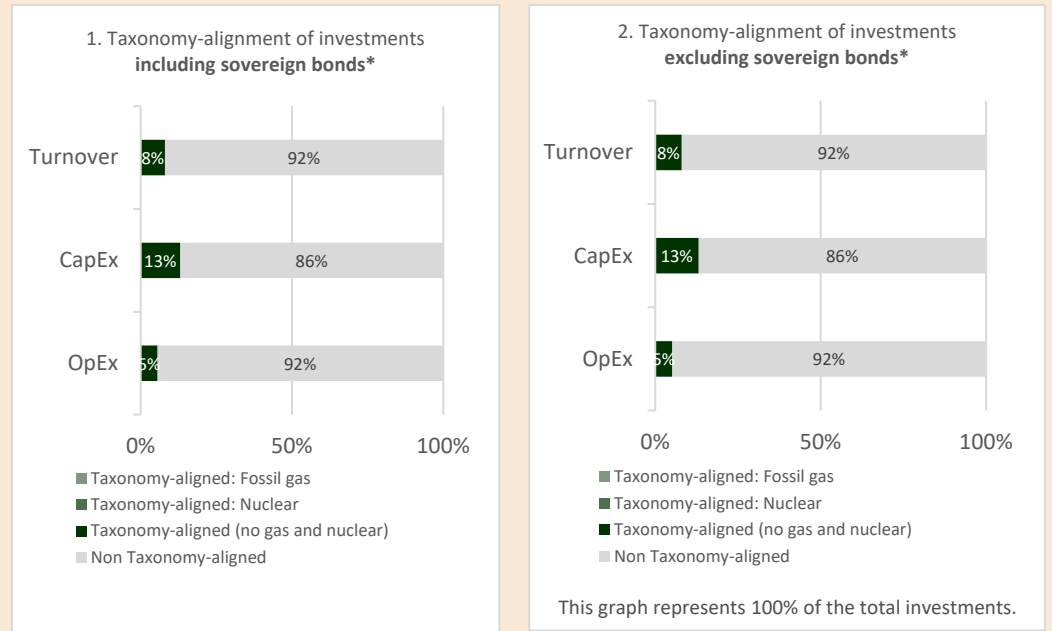 1. Taxonomy-alignment of investments
including sovereign bonds*
Turnover
8%
92%
CapEx
13%
86%
OpEx
5%
92%
0%
50%
100%
Taxonomy-aligned: Fossil gas
Taxonomy-aligned: Nuclear
Taxonomy-aligned (no gas and nuclear)
Non Taxonomy-aligned
2. Taxonomy-alignment of investments
excluding sovereign bonds*
Turnover
8%
92%
CapEx
13%
86%
OpEx
5%
92%
0%
50%
100%
Taxonomy-aligned: Fossil gas
Taxonomy-aligned: Nuclear
Taxonomy-aligned (no gas and nuclear)
Non Taxonomy-aligned
This graph represents 100% of the total investments.